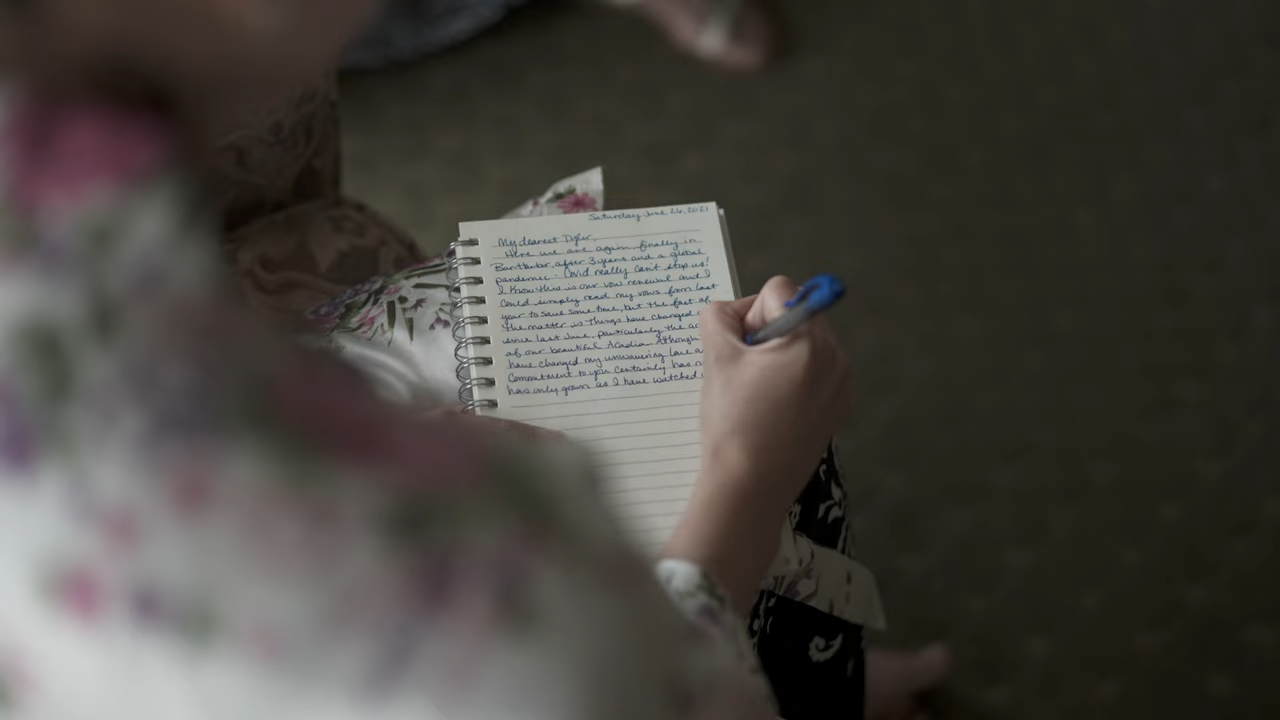 Saturday June 26, 2021
My dearest Tyler,
Here we are again finally in
Bar Harbor, after 3 years and a global
pandemic. Covid really can't stop us!
I know this is our vow renewal and I
could simply read my vows from last
year to save some time, but the fact of
the matter is things have changed
since last June, particularly the
of our beautiful Acadia. Although
have changed my unwavering love
commitment to you certainly has
has only grown as I have watched